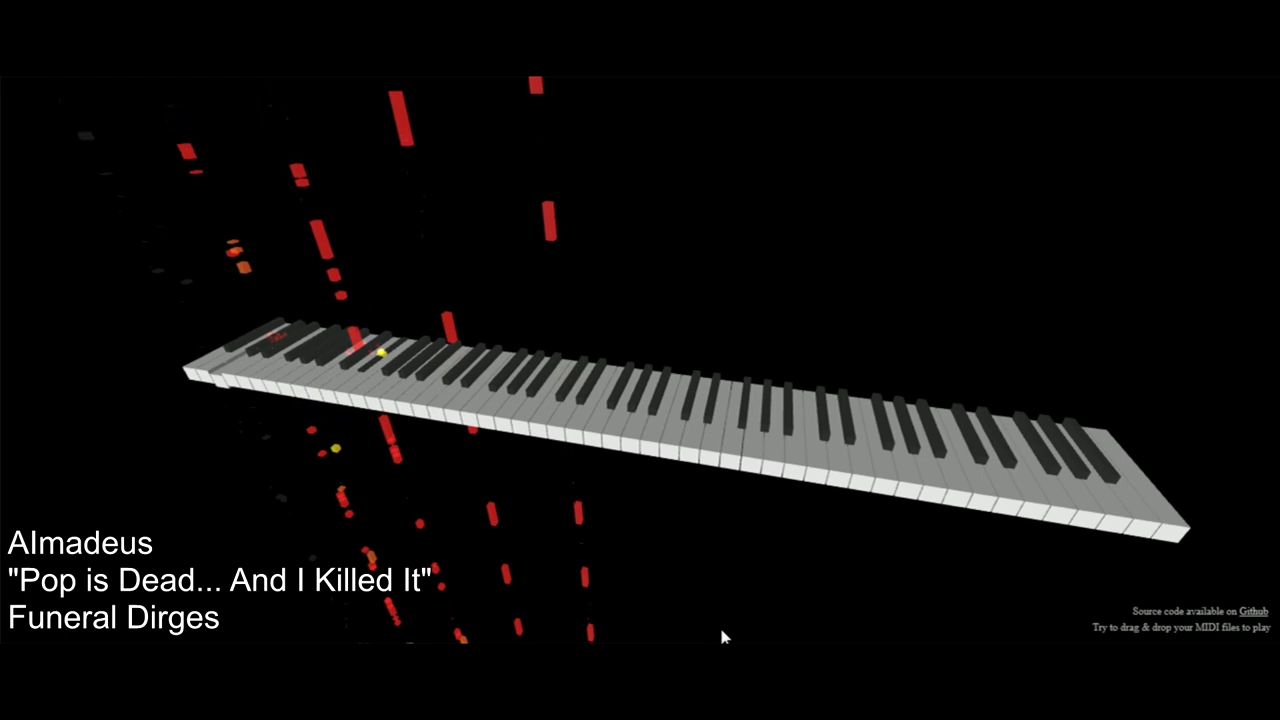 AImadeus
"Pop is Dead... And I Killed It"
Funeral Dirges
Source code available on Github
Try to drag & drop your MIDI files to play